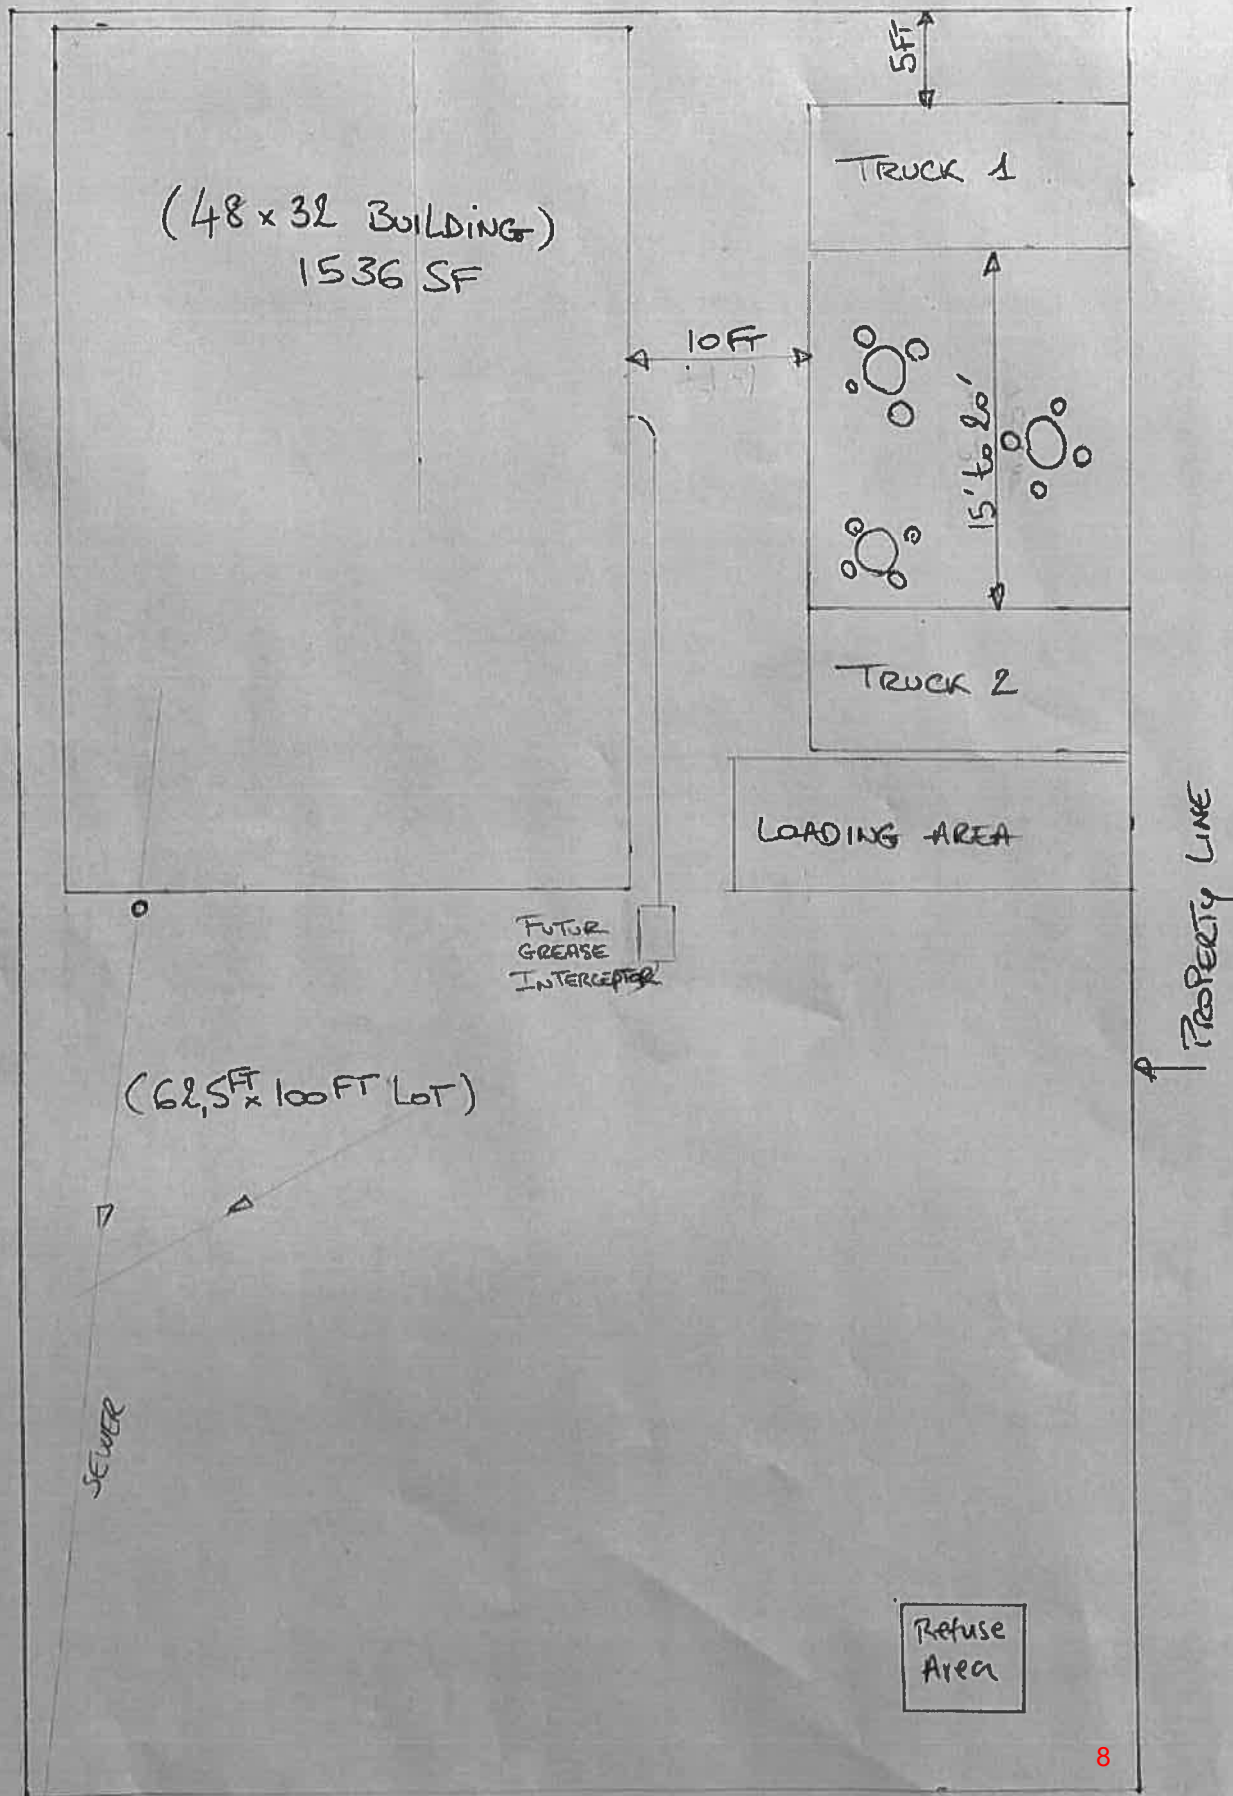 5FT
TRUCK 1
(48 x 32 BUILDING)
1536 SF
10FT
15' to 20'
TRUCK 2
LOADING AREA
PROPERTY LINE
FUTUR
GREASE
INTERCEPTOR
(62,5FT x 100FT LOT)
SEWER
Refuse
Area
8